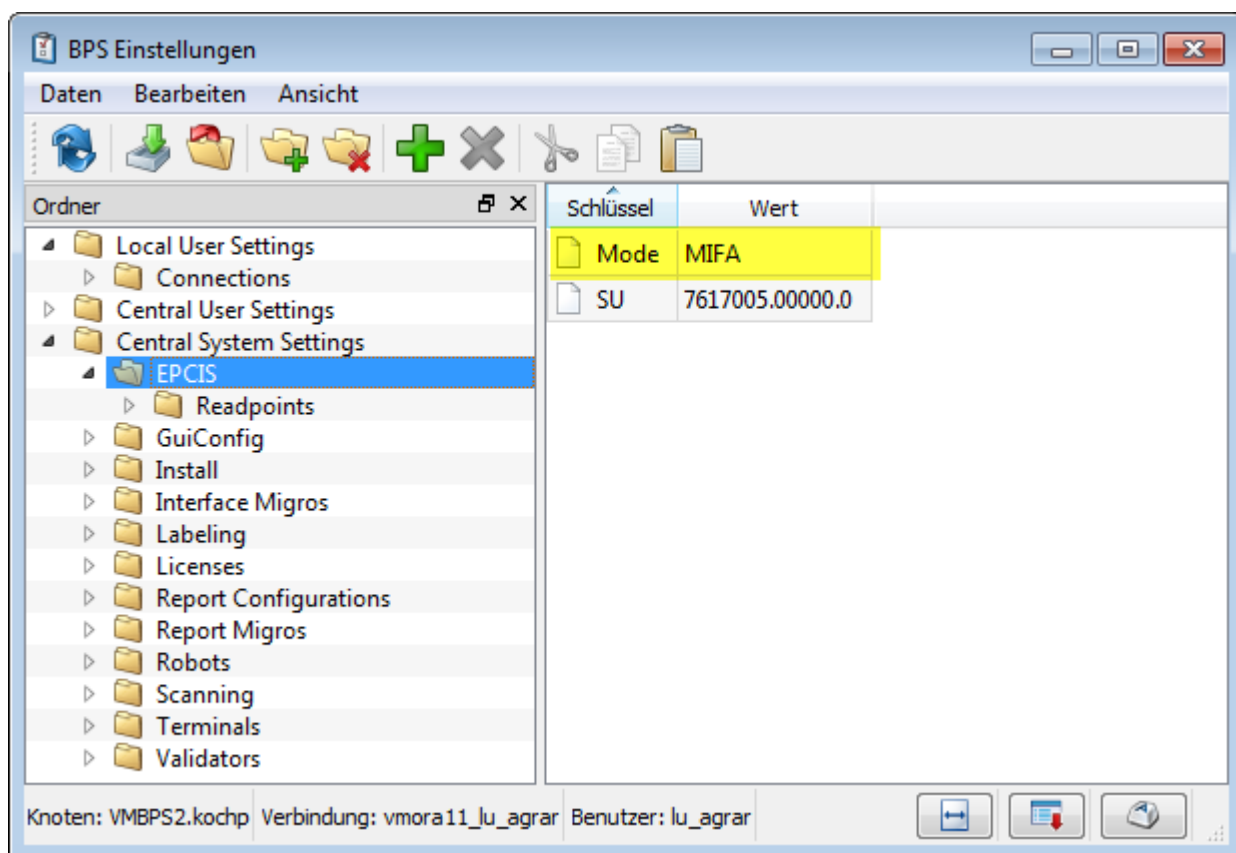 BPS Einstellungen
Daten Bearbeiten Ansicht
Ordner
Local User Settings
Connections
Central User Settings
Central System Settings
EPCIS
Readpoints
GuiConfig
Install
Interface Migros
Labeling
Licenses
Report Configurations
Report Migros
Robots
Scanning
Terminals
Validators
Schlüssel Wert
Mode MIFA
SU 7617005.00000.0
Knoten: VMBPS2.kochp Verbindung: vmora11_lu_agrar Benutzer: lu_agrar